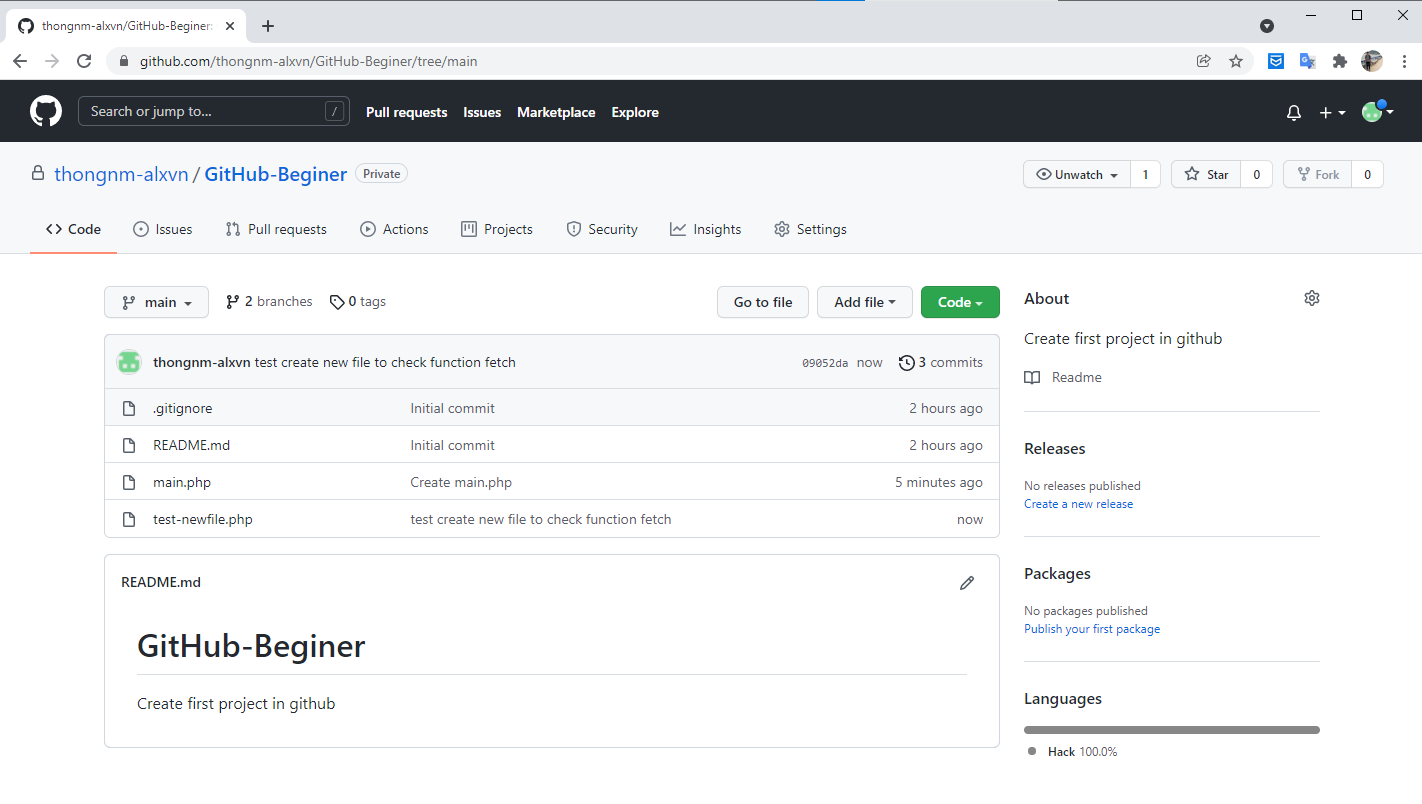 thongnm-alxvn/GitHub-Beginer:
github.com/thongnm-alxvn/GitHub-Beginer/tree/main
Search or jump to... / Pull requests Issues Marketplace Explore
thongnm-alxvn / GitHub-Beginer Private Unwatch 1 Star 0 Fork 0
Code Issues Pull requests Actions Projects Security Insights Settings
main 2 branches 0 tags Go to file Add file Code
thongnm-alxvn test create new file to check function fetch 09052da now 3 commits
.gitignore Initial commit 2 hours ago
README.md Initial commit 2 hours ago
main.php Create main.php 5 minutes ago
test-newfile.php test create new file to check function fetch now
README.md
GitHub-Beginer
Create first project in github
About
Create first project in github
Readme
Releases
No releases published
Create a new release
Packages
No packages published
Publish your first package
Languages
Hack 100.0%